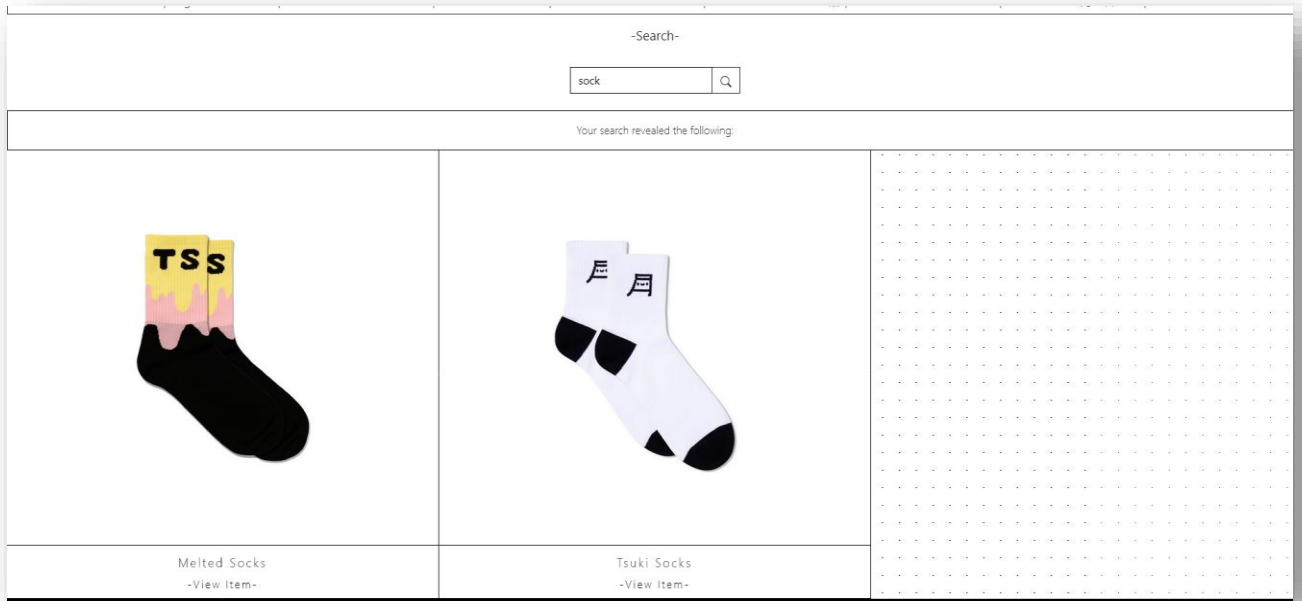 -Search-
sock
Your search revealed the following:
TSS
月
月
Melted Socks
-View Item-
Tsuki Socks
-View Item-